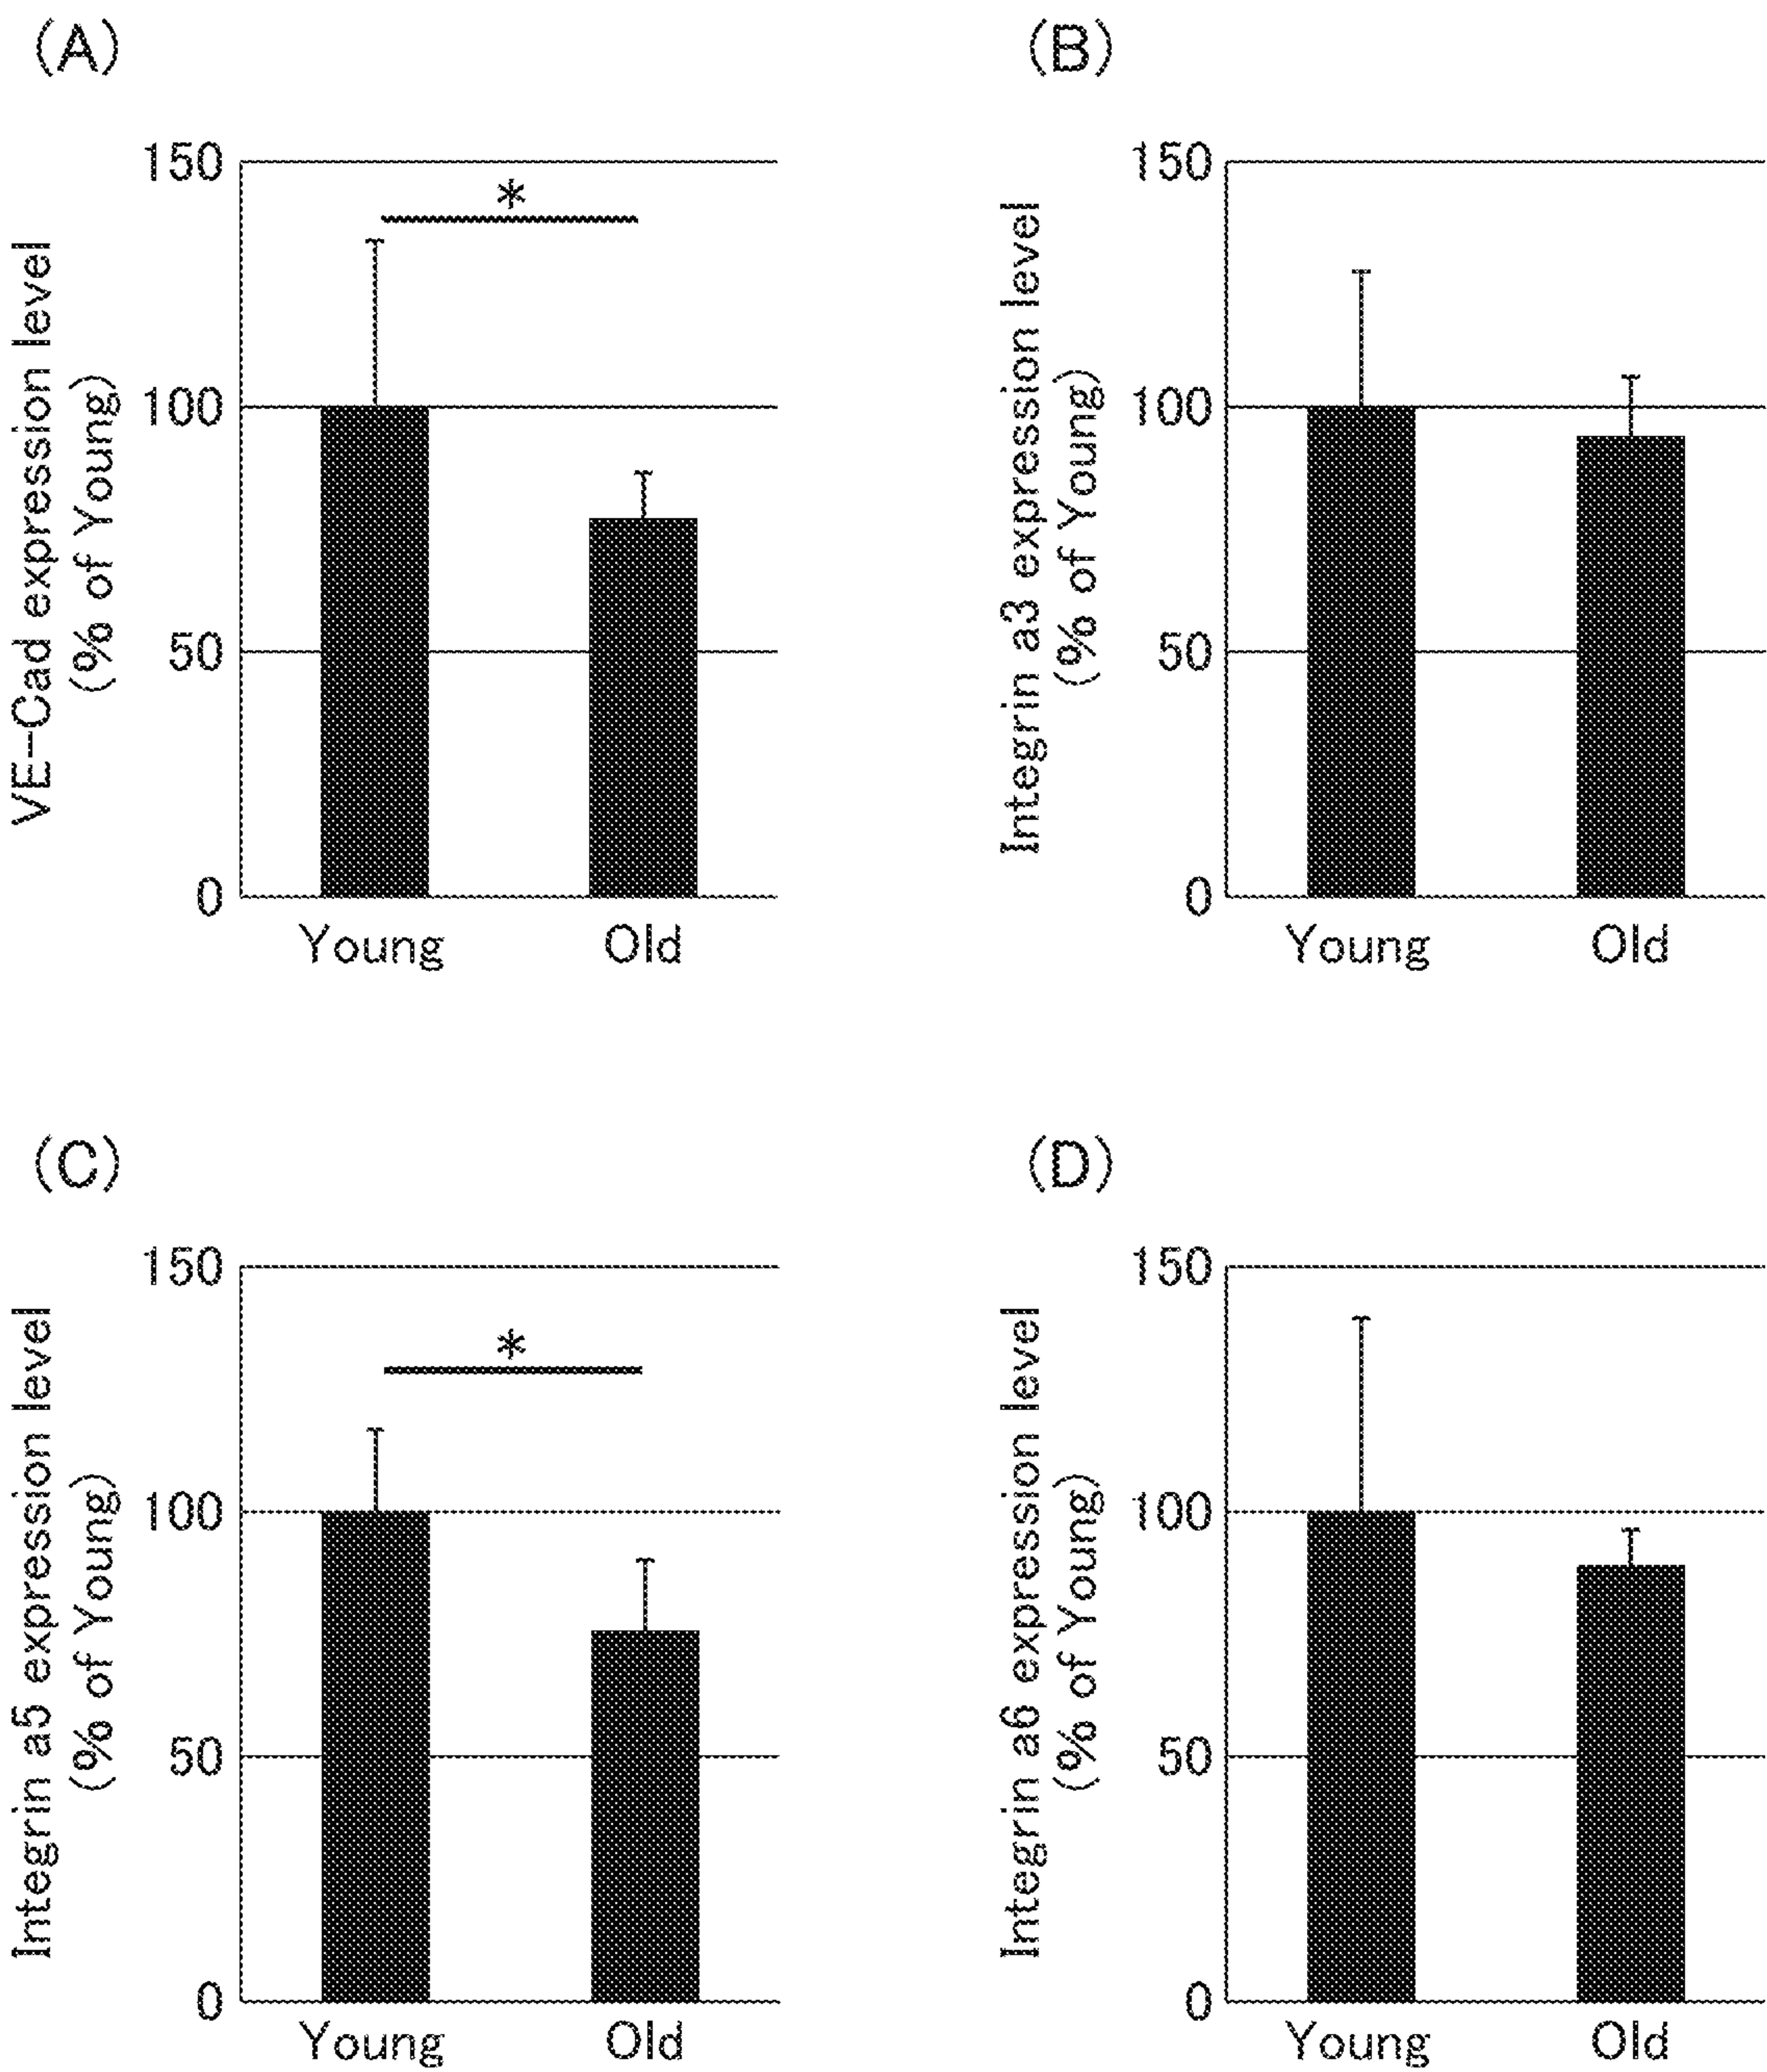 (A)
150
*
100
50
0
VE-Cad expression level
(% of Young)
Young
Old
(B)
150
100
50
0
Integrin a3 expression level
(% of Young)
Young
Old
(C)
150
*
100
50
0
Integrin a5 expression level
(% of Young)
Young
Old
(D)
150
100
50
0
Integrin a6 expression level
(% of Young)
Young
Old